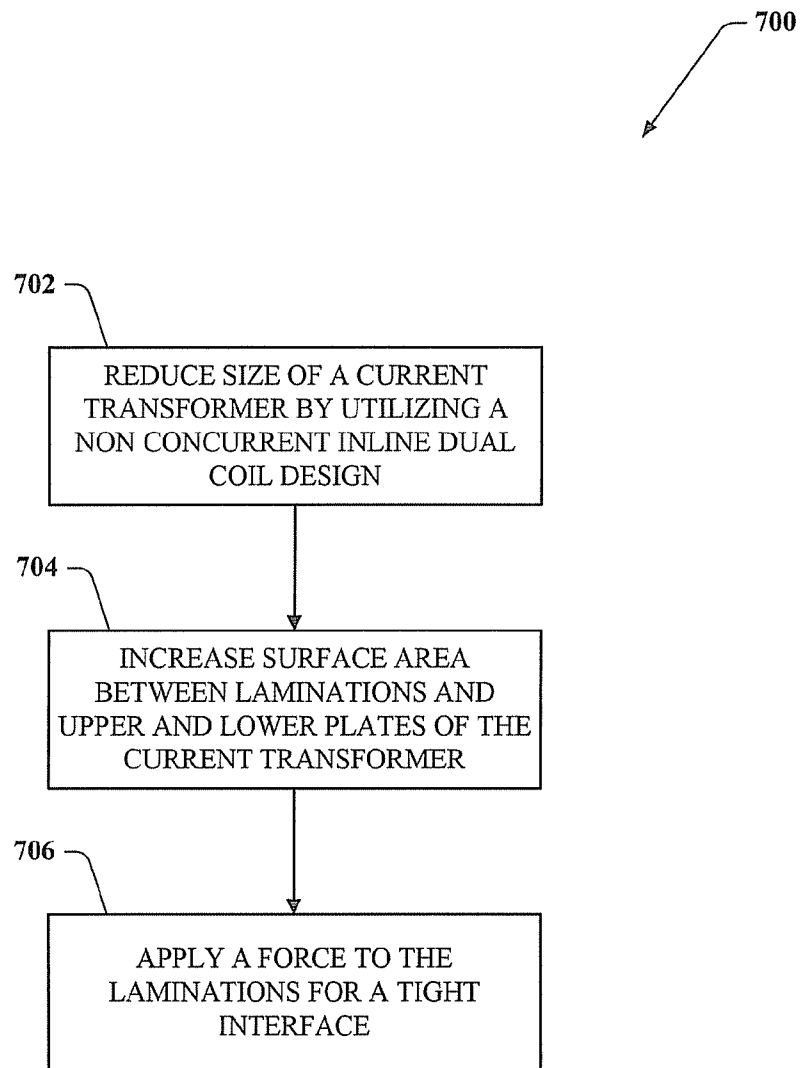 700
702
REDUCE SIZE OF A CURRENT
TRANSFORMER BY UTILIZING A
NON CONCURRENT INLINE DUAL
COIL DESIGN
704
INCREASE SURFACE AREA
BETWEEN LAMINATIONS AND
UPPER AND LOWER PLATES OF THE
CURRENT TRANSFORMER
706
APPLY A FORCE TO THE
LAMINATIONS FOR A TIGHT
INTERFACE